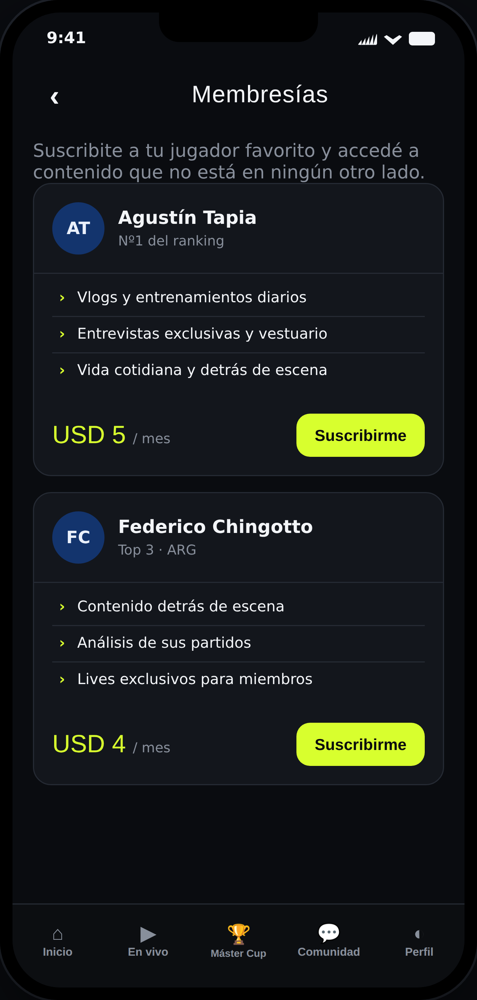 9:41
‹ Membresías
Suscribite a tu jugador favorito y accedé a
contenido que no está en ningún otro lado.
AT
Agustín Tapia
Nº1 del ranking
› Vlogs y entrenamientos diarios
› Entrevistas exclusivas y vestuario
› Vida cotidiana y detrás de escena
USD 5 / mes
Suscribirme
FC
Federico Chingotto
Top 3 · ARG
› Contenido detrás de escena
› Análisis de sus partidos
› Lives exclusivos para miembros
USD 4 / mes
Suscribirme
Inicio
En vivo
Máster Cup
Comunidad
Perfil